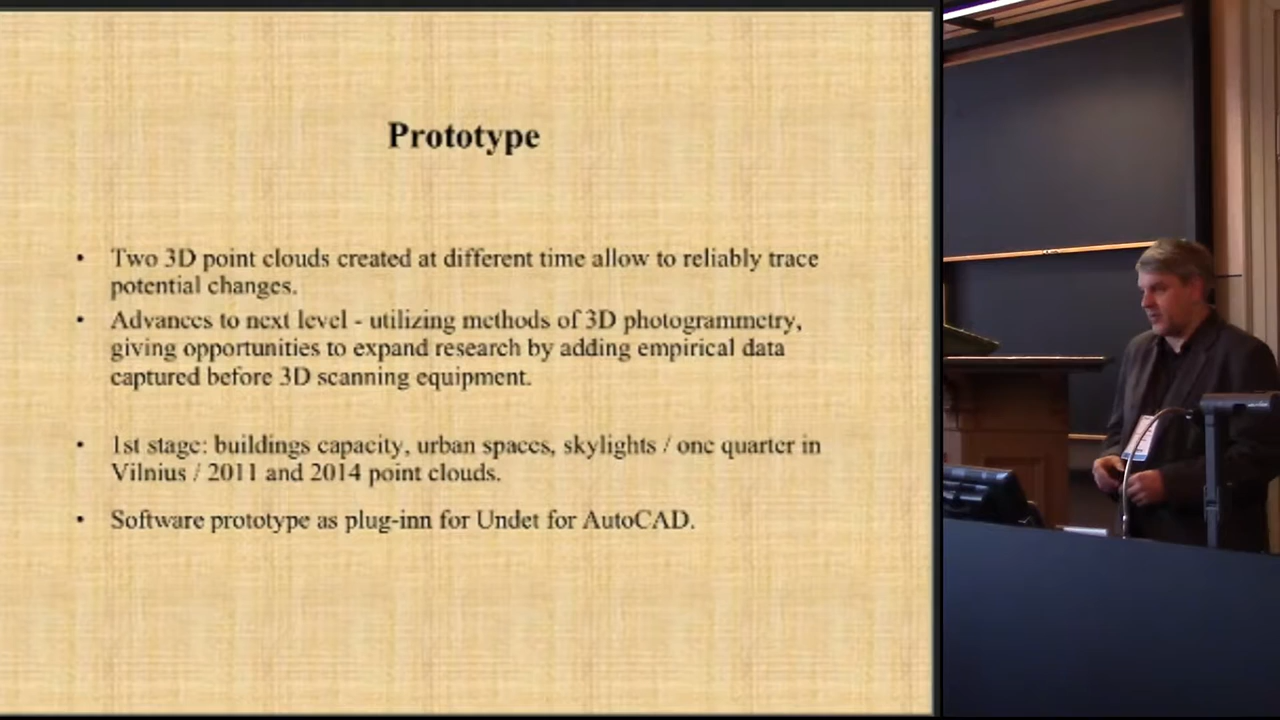 Prototype
• Two 3D point clouds created at different time allow to reliably trace
potential changes.
• Advances to next level - utilizing methods of 3D photogrammetry,
giving opportunities to expand research by adding empirical data
captured before 3D scanning equipment.
• 1st stage: buildings capacity, urban spaces, skylights / one quarter in
Vilnius / 2011 and 2014 point clouds.
• Software prototype as plug-inn for Undet for AutoCAD.